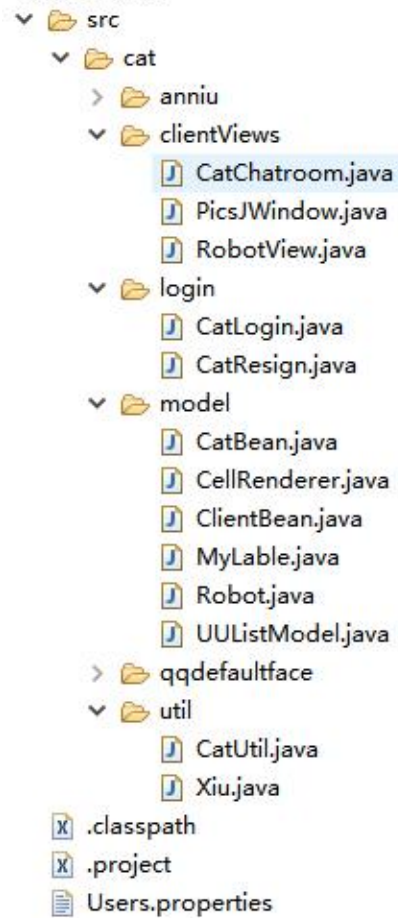 src
cat
anniu
clientViews
CatChatroom.java
PicsJWindow.java
RobotView.java
login
CatLogin.java
CatResign.java
model
CatBean.java
CellRenderer.java
ClientBean.java
MyLable.java
Robot.java
UUListModel.java
qqdefaultface
util
CatUtil.java
Xiu.java
.classpath
.project
Users.properties